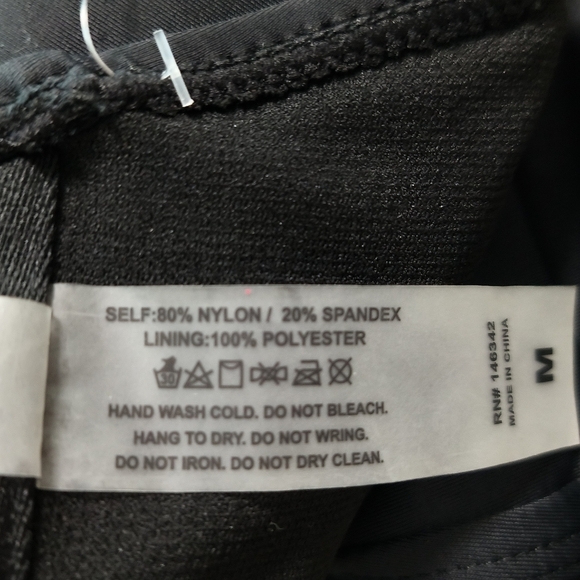 SELF:80% NYLON / 20% SPANDEX
LINING:100% POLYESTER
30
HAND WASH COLD. DO NOT BLEACH.
HANG TO DRY. DO NOT WRING.
DO NOT IRON. DO NOT DRY CLEAN.
RN# 146342
MADE IN CHINA
M